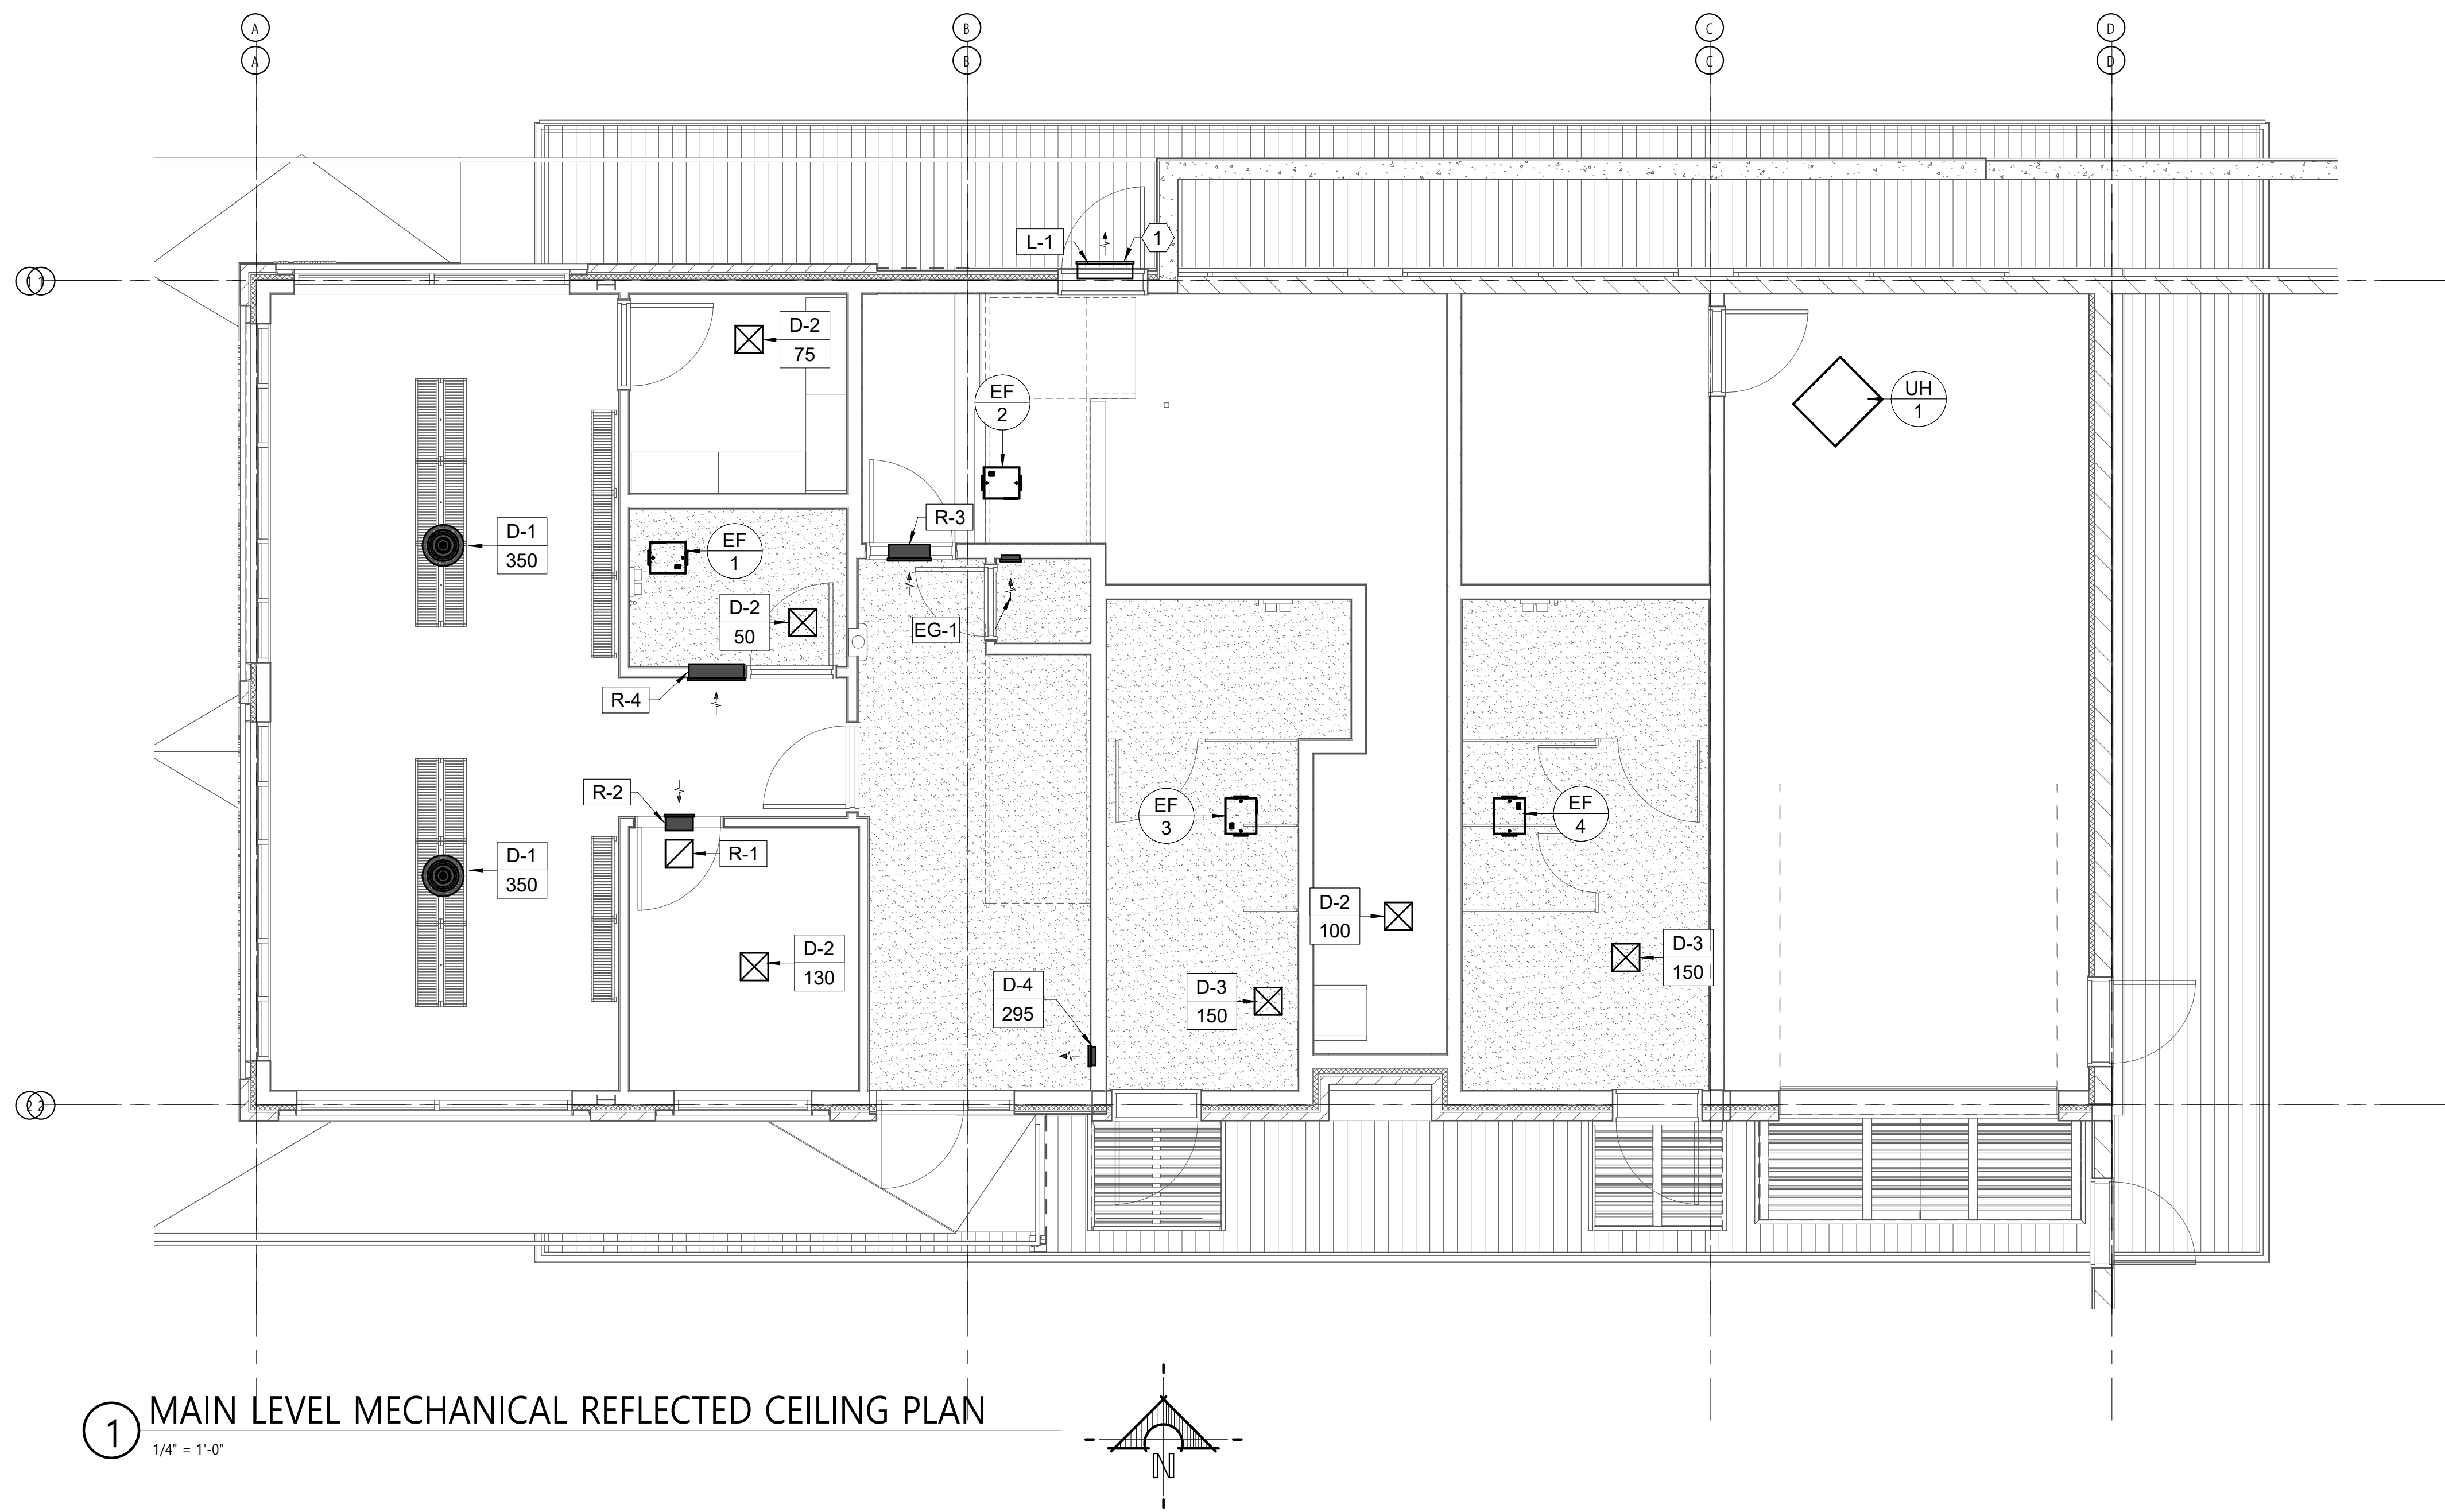 A
B
C
D
A
B
C
D
L-1
1
1
1
D-2
75
EF
2
UH
1
R-3
D-1
350
EF
1
D-2
50
EG-1
R-4
R-2
EF
3
EF
4
R-1
D-1
350
D-2
100
D-2
130
D-3
150
D-4
295
D-3
150
2
2
1
MAIN LEVEL MECHANICAL REFLECTED CEILING PLAN
1/4" = 1'-0"
N